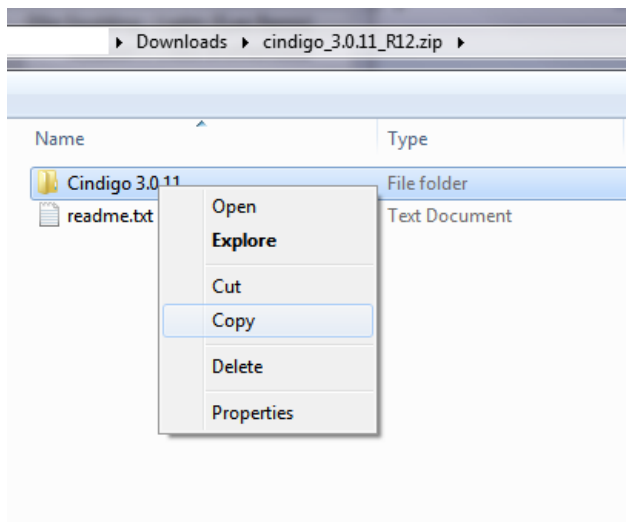 Downloads cindigo_3.0.11_R12.zip
Name Type
Cindigo 3.0.11 File folder
readme.txt Text Document
Open
Explore
Cut
Copy
Delete
Properties